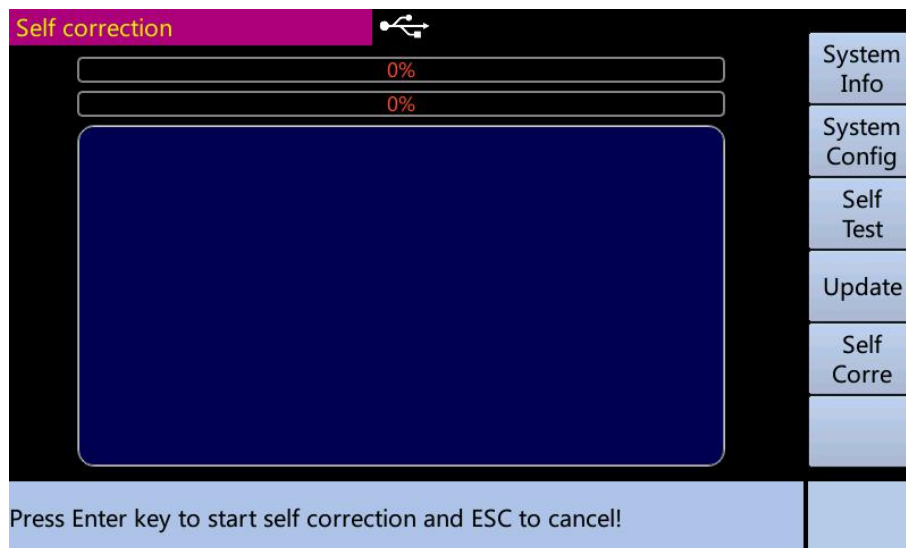 Self correction
0%
0%
System
Info
System
Config
Self
Test
Update
Self
Corre
Press Enter key to start self correction and ESC to cancel!